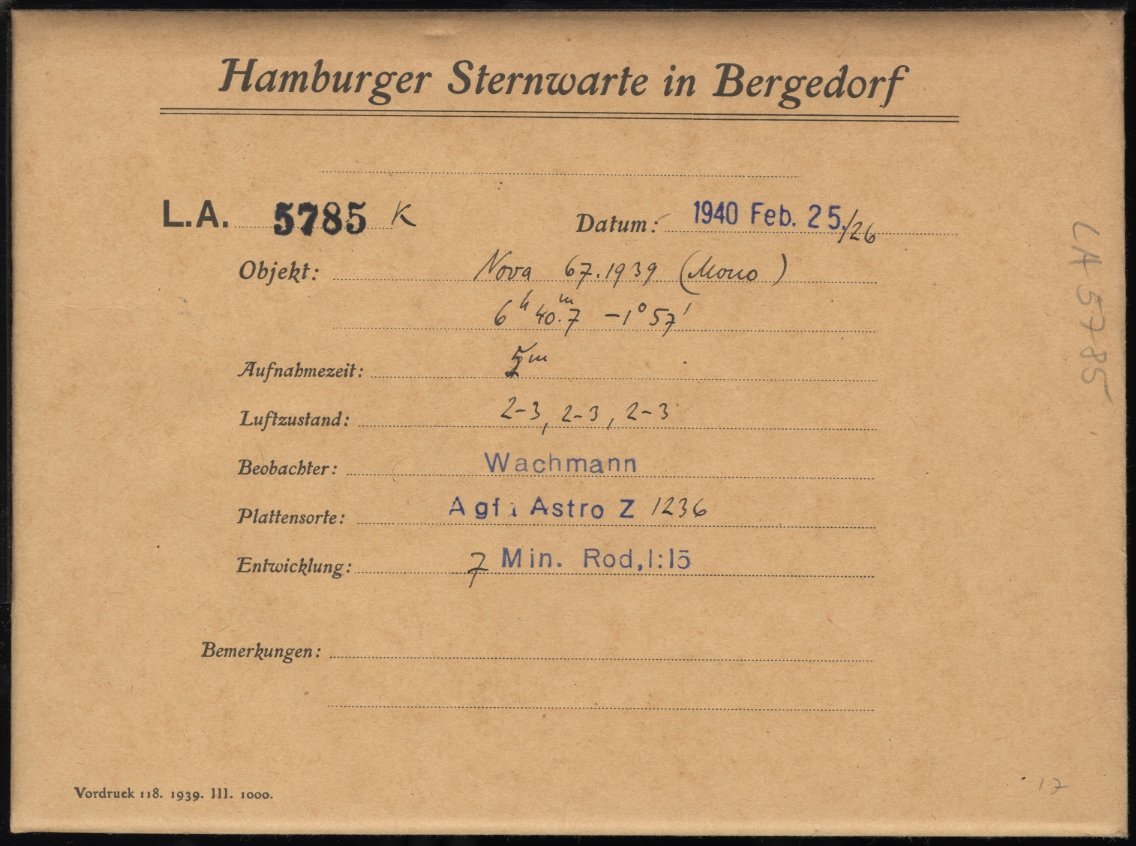 Hamburger Sternwarte in Bergedorf
L.A. 5785 K
Datum: 1940 Feb. 25./26
Objekt: Nova 67.1939 (Mono)
6ʰ 40ᵐ.7 −1° 57′
Aufnahmezeit: 5ᵐ
Luftzustand: 2-3, 2-3, 2-3
Beobachter: Wachmann
Plattensorte: Agfa Astro Z 1236
Entwicklung: 7 Min. Rod, 1:15
Bemerkungen:
Vordruck 118. 1939. III. 1000.
LA 5785
17